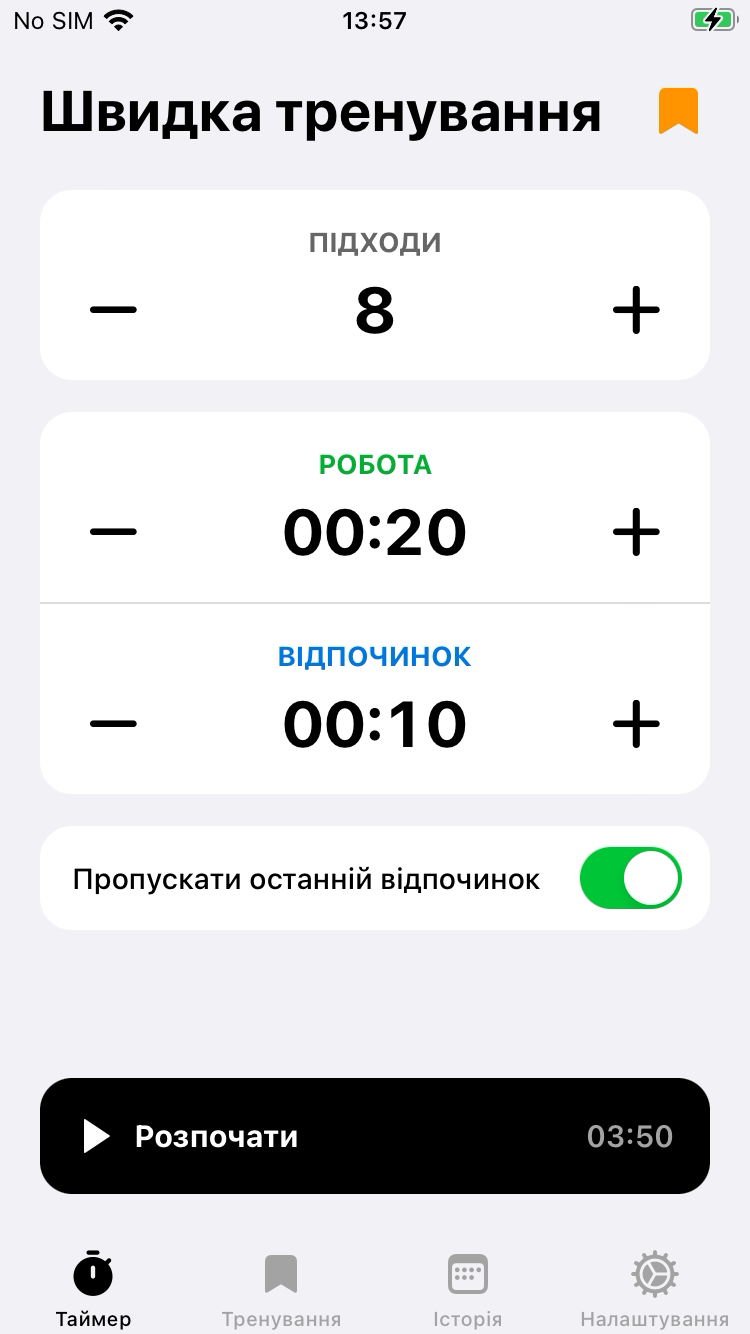 No SIM 13:57
Швидка тренування
ПІДХОДИ
8
РОБОТА
00:20
ВІДПОЧИНОК
00:10
Пропускати останній відпочинок
Розпочати 03:50
Таймер Тренування Історія Налаштування